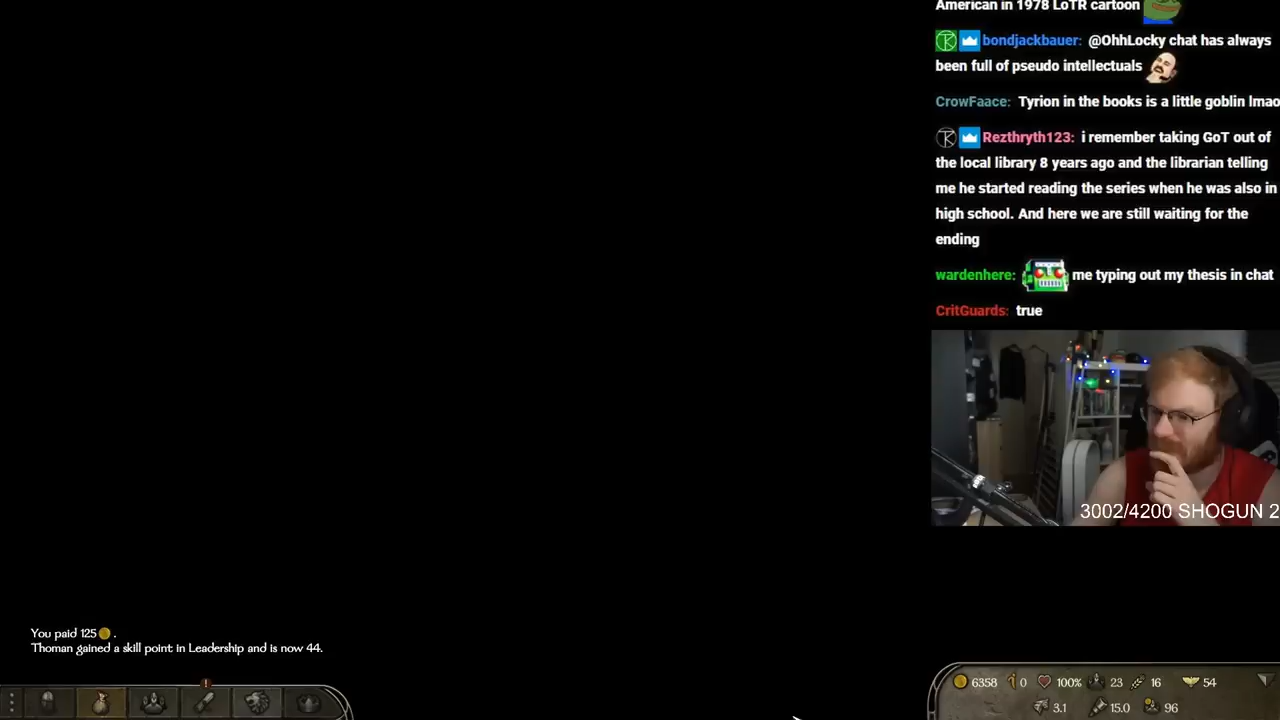 American in 1978 LoTR cartoon
bondjackbauer: @OhhLocky chat has always
been full of pseudo intellectuals
CrowFaace: Tyrion in the books is a little goblin lmao
Rezthryth123: i remember taking GoT out of
the local library 8 years ago and the librarian telling
me he started reading the series when he was also in
high school. And here we are still waiting for the
ending
wardenhere: me typing out my thesis in chat
CritGuards: true
3002/4200 SHOGUN 2
You paid 125 .
Thoman gained a skill point in Leadership and is now 44.
6358 0 100% 23 16 54
3.1 15.0 96